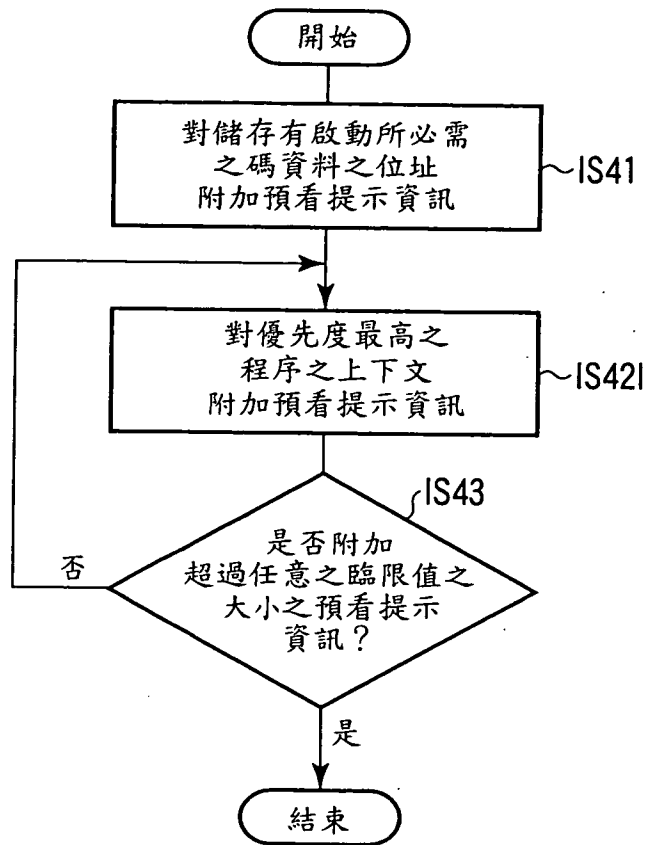 開始
對儲存有啟動所必需
之碼資料之位址
附加預看提示資訊
IS41
對優先度最高之
程序之上下文
附加預看提示資訊
IS42I
IS43
是否附加
超過任意之臨限值之
大小之預看提示
資訊？
否
是
結束